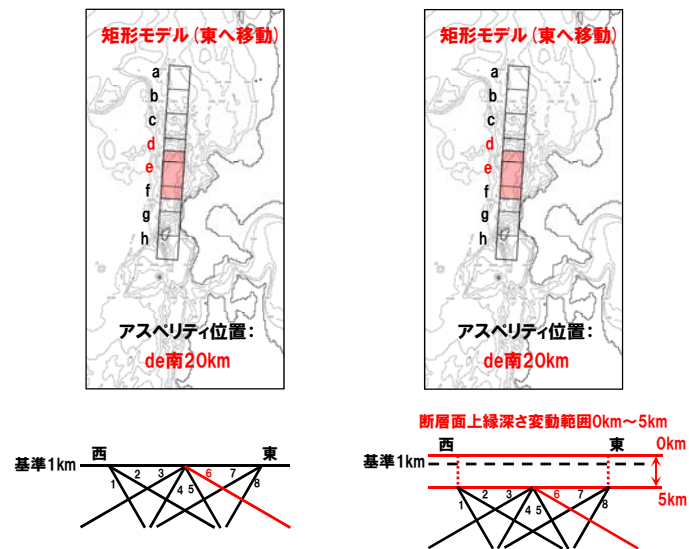 矩形モデル(東へ移動)
a
b
c
d
e
f
g
h
アスペリティ位置：
de南20km
西
東
基準1km
1
2
3
4
5
6
7
8
矩形モデル(東へ移動)
a
b
c
d
e
f
g
h
アスペリティ位置：
de南20km
断層面上縁深さ変動範囲0km～5km
西
東
0km
基準1km
5km
1
2
3
4
5
6
7
8